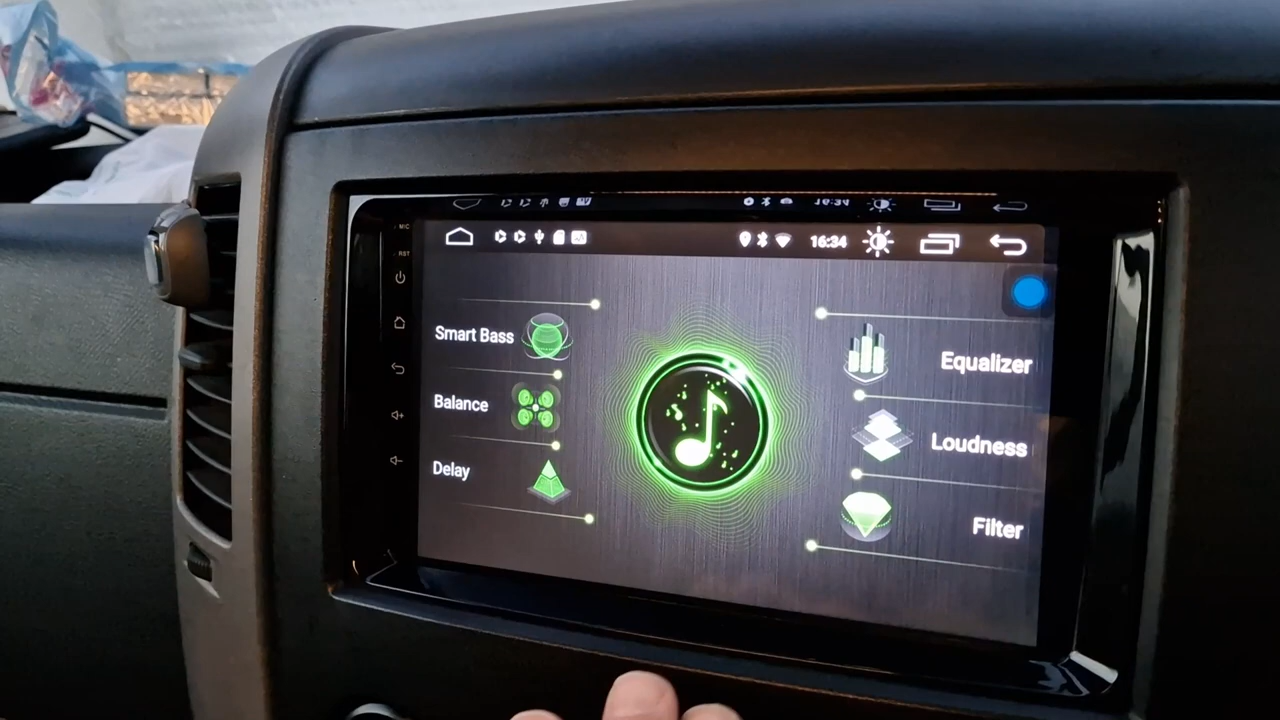 MIC
16:34
RST
Smart Bass
Balance
Delay
Equalizer
Loudness
Filter